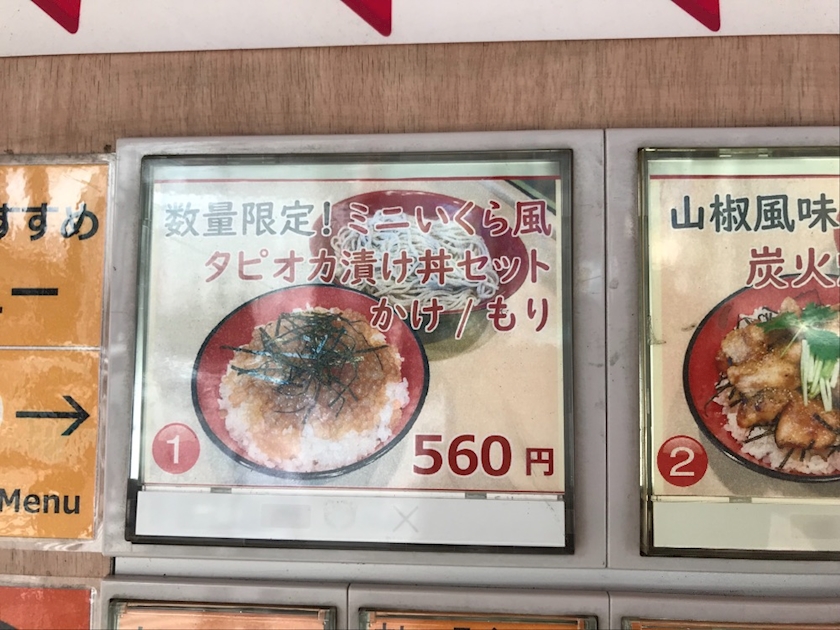 すすめ
ュー
Menu
数量限定!ミニいくら風
タピオカ漬け丼セット
かけ/もり
1
560円
山椒風味
炭火
2